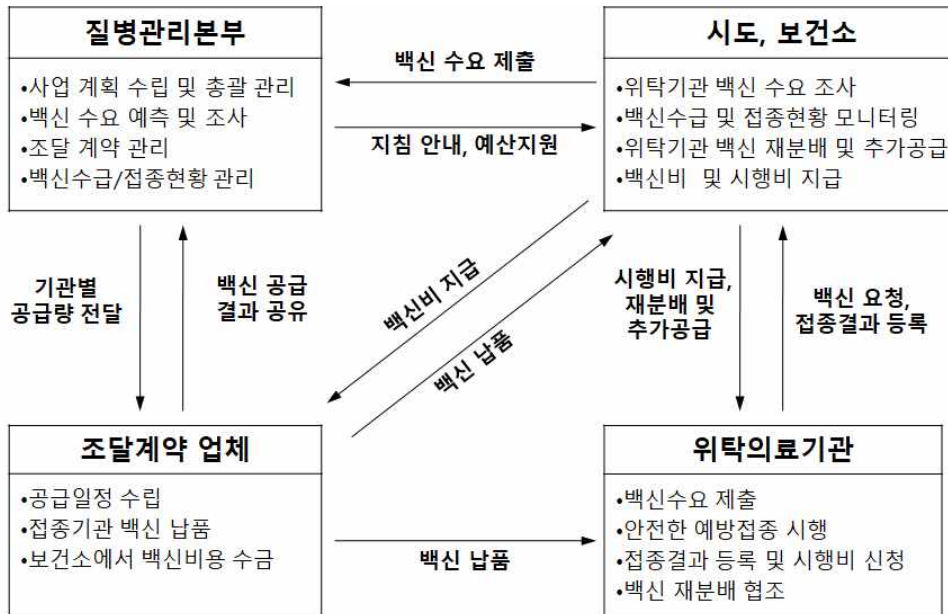 질병관리본부
•사업 계획 수립 및 총괄 관리
•백신 수요 예측 및 조사
•조달 계약 관리
•백신수급/접종현황 관리
백신 수요 제출
지침 안내, 예산지원
시도, 보건소
•위탁기관 백신 수요 조사
•백신수급 및 접종현황 모니터링
•위탁기관 백신 재분배 및 추가공급
•백신비 및 시행비 지급
기관별
공급량 전달
백신 공급
결과 공유
백신비 지급
백신 납품
시행비 지급,
재분배 및
추가공급
백신 요청,
접종결과 등록
조달계약 업체
•공급일정 수립
•접종기관 백신 납품
•보건소에서 백신비용 수금
백신 납품
위탁의료기관
•백신수요 제출
•안전한 예방접종 시행
•접종결과 등록 및 시행비 신청
•백신 재분배 협조